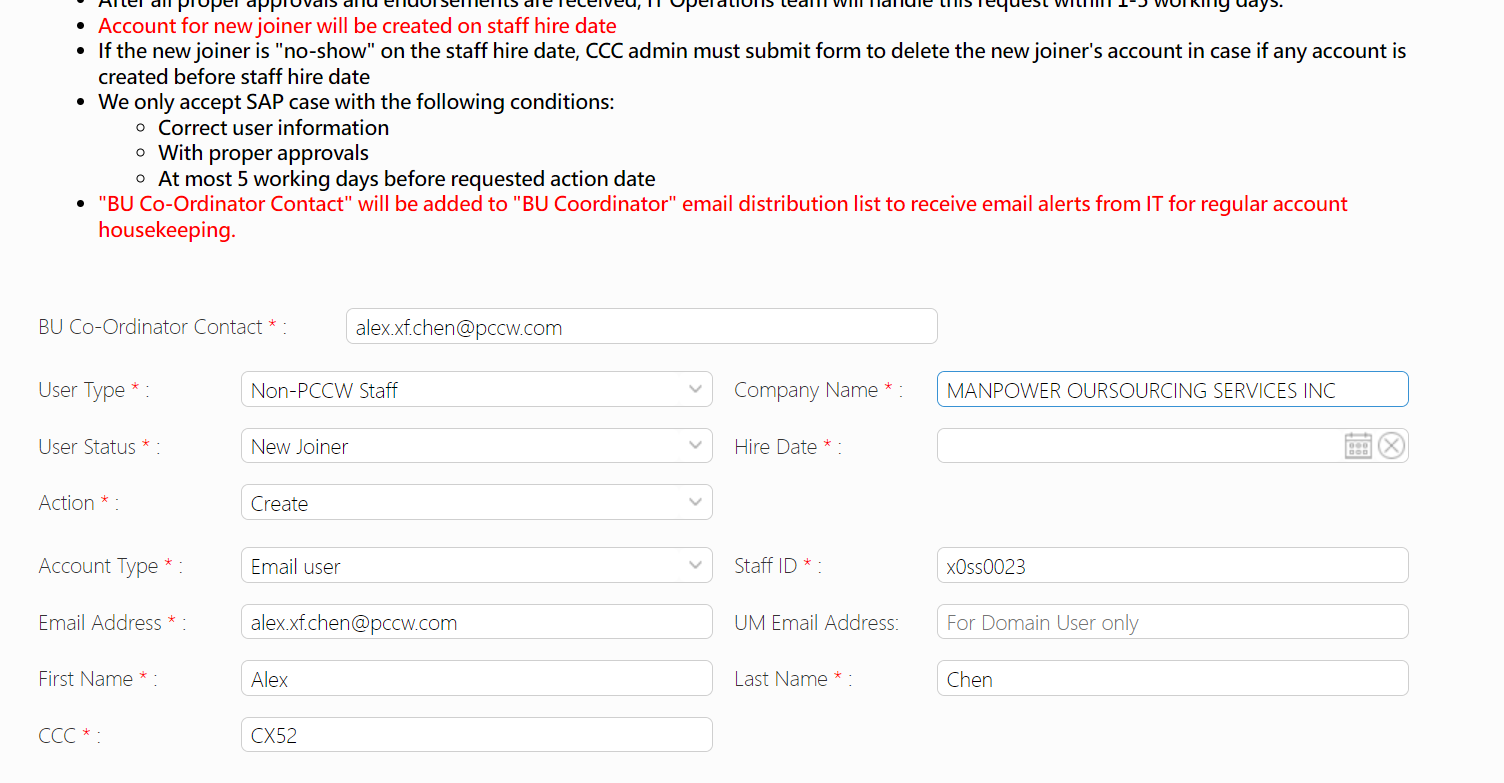 After all proper approvals and endorsements are received, IT Operations team will handle this request within 1-3 working days.
Account for new joiner will be created on staff hire date
If the new joiner is "no-show" on the staff hire date, CCC admin must submit form to delete the new joiner's account in case if any account is
created before staff hire date
We only accept SAP case with the following conditions:
Correct user information
With proper approvals
At most 5 working days before requested action date
"BU Co-Ordinator Contact" will be added to "BU Coordinator" email distribution list to receive email alerts from IT for regular account
housekeeping.
BU Co-Ordinator Contact * : alex.xf.chen@pccw.com
User Type * : Non-PCCW Staff Company Name * : MANPOWER OURSOURCING SERVICES INC
User Status * : New Joiner Hire Date * :
Action * : Create
Account Type * : Email user Staff ID * : x0ss0023
Email Address * : alex.xf.chen@pccw.com UM Email Address: For Domain User only
First Name * : Alex Last Name * : Chen
CCC * : CX52